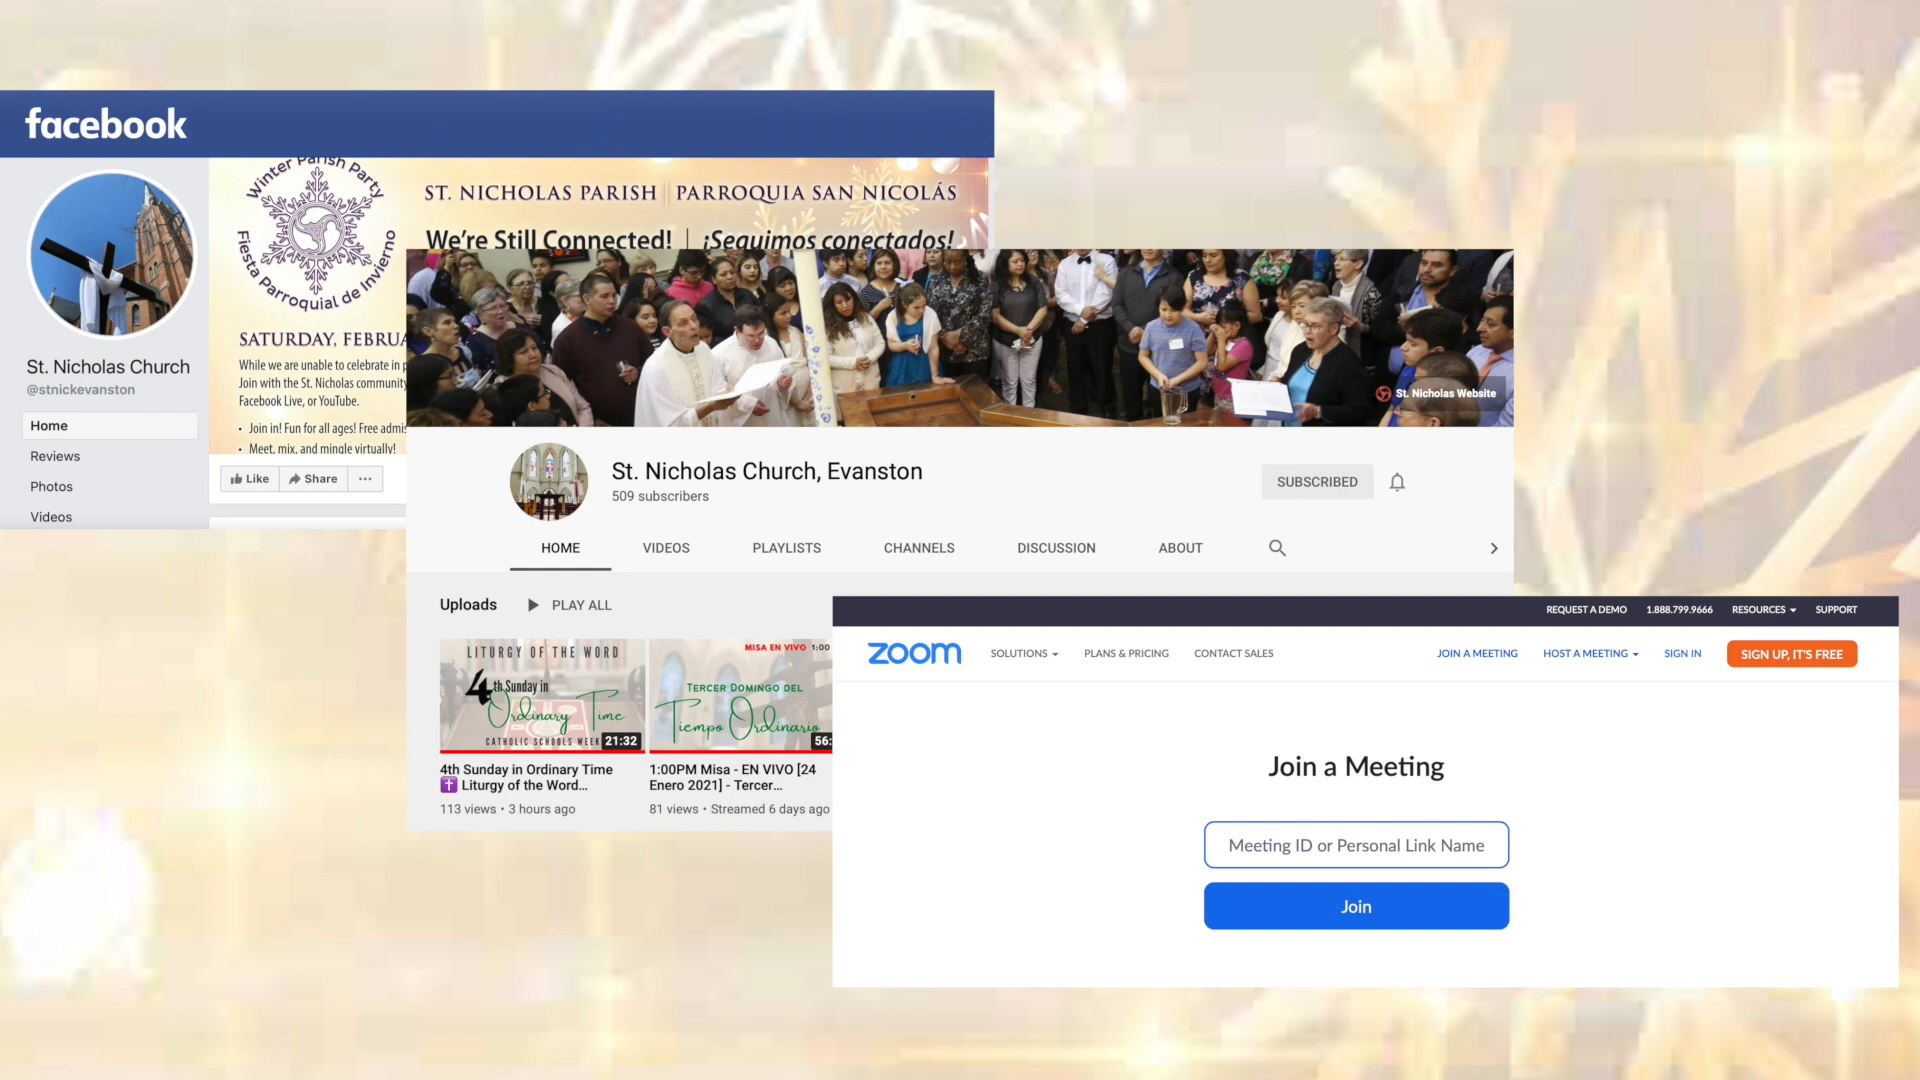 facebook
Winter Parish Party
Fiesta Parroquial de Invierno
ST. NICHOLAS PARISH | PARROQUIA SAN NICOLÁS
We're Still Connected! | ¡Seguimos conectados!
SATURDAY, FEBRUA
While we are unable to celebrate in p
Join with the St. Nicholas community
Facebook Live, or YouTube.
• Join in! Fun for all ages! Free admis
• Meet, mix, and mingle virtually!
St. Nicholas Church
@stnickevanston
Home
Reviews
Photos
Videos
Like
Share
St. Nicholas Website
St. Nicholas Church, Evanston
509 subscribers
SUBSCRIBED
HOME VIDEOS PLAYLISTS CHANNELS DISCUSSION ABOUT
Uploads PLAY ALL
LITURGY OF THE WORD
4th Sunday in
Ordinary Time
CATHOLIC SCHOOLS WEEK
21:32
4th Sunday in Ordinary Time
Liturgy of the Word...
113 views • 3 hours ago
MISA EN VIVO 1:00
TERCER DOMINGO DEL
Tiempo Ordinario
56:
1:00PM Misa - EN VIVO [24
Enero 2021] - Tercer...
81 views • Streamed 6 days ago
REQUEST A DEMO 1.888.799.9666 RESOURCES SUPPORT
zoom SOLUTIONS PLANS & PRICING CONTACT SALES JOIN A MEETING HOST A MEETING SIGN IN SIGN UP, IT'S FREE
Join a Meeting
Meeting ID or Personal Link Name
Join